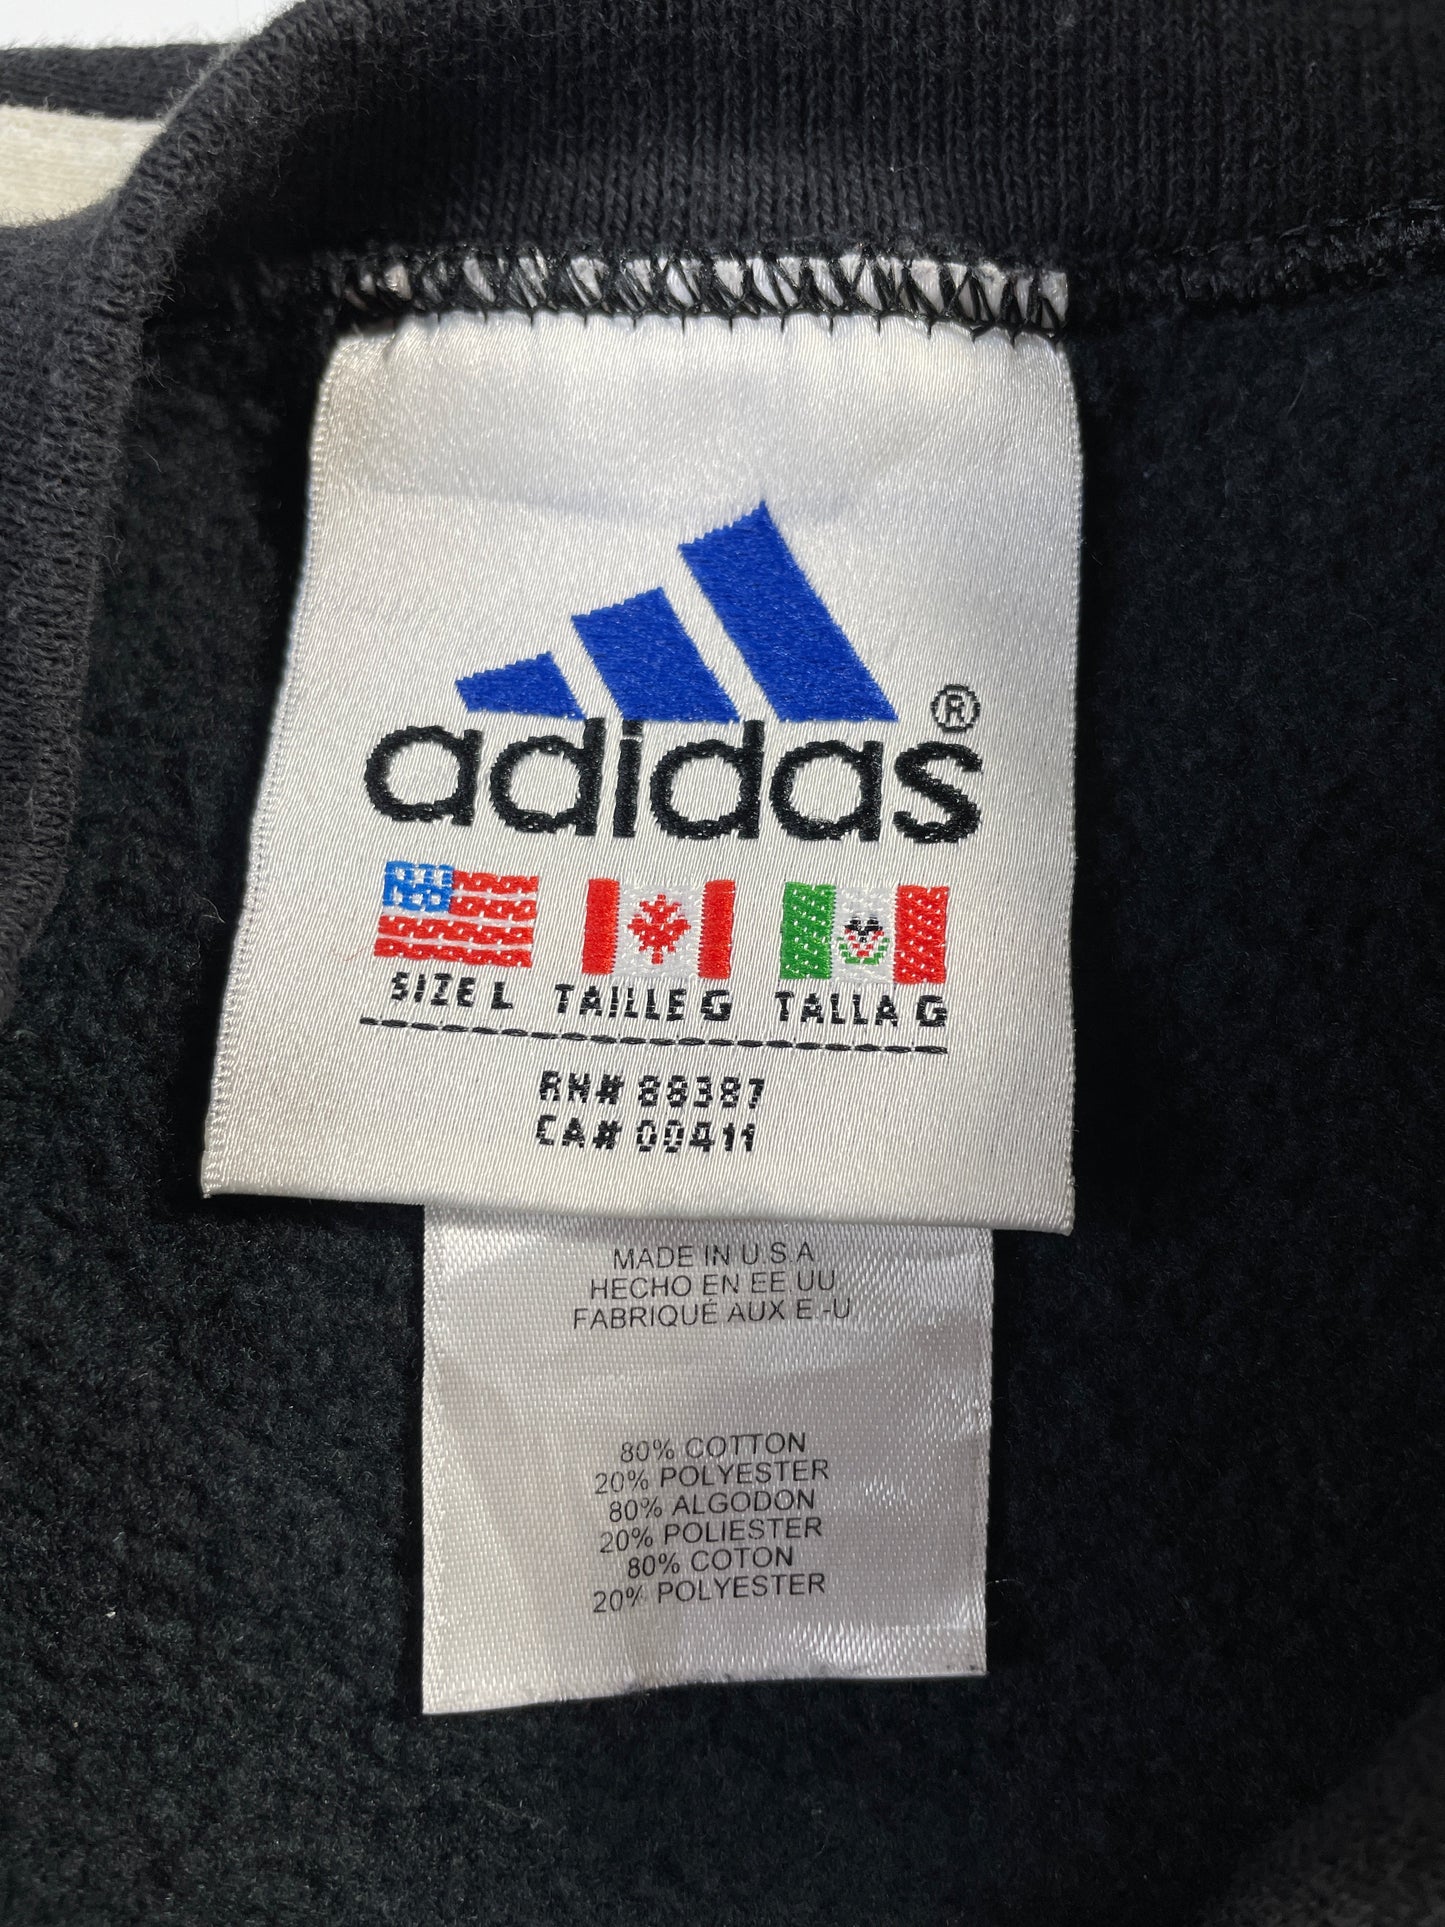 adidas®
SIZE L TAILLE G TALLA G
RN# 88387
CA# 00411
MADE IN U.S.A
HECHO EN EE.UU.
FABRIQUÉ AUX E.-U
80% COTTON
20% POLYESTER
80% ALGODON
20% POLIESTER
80% COTON
20% POLYESTER